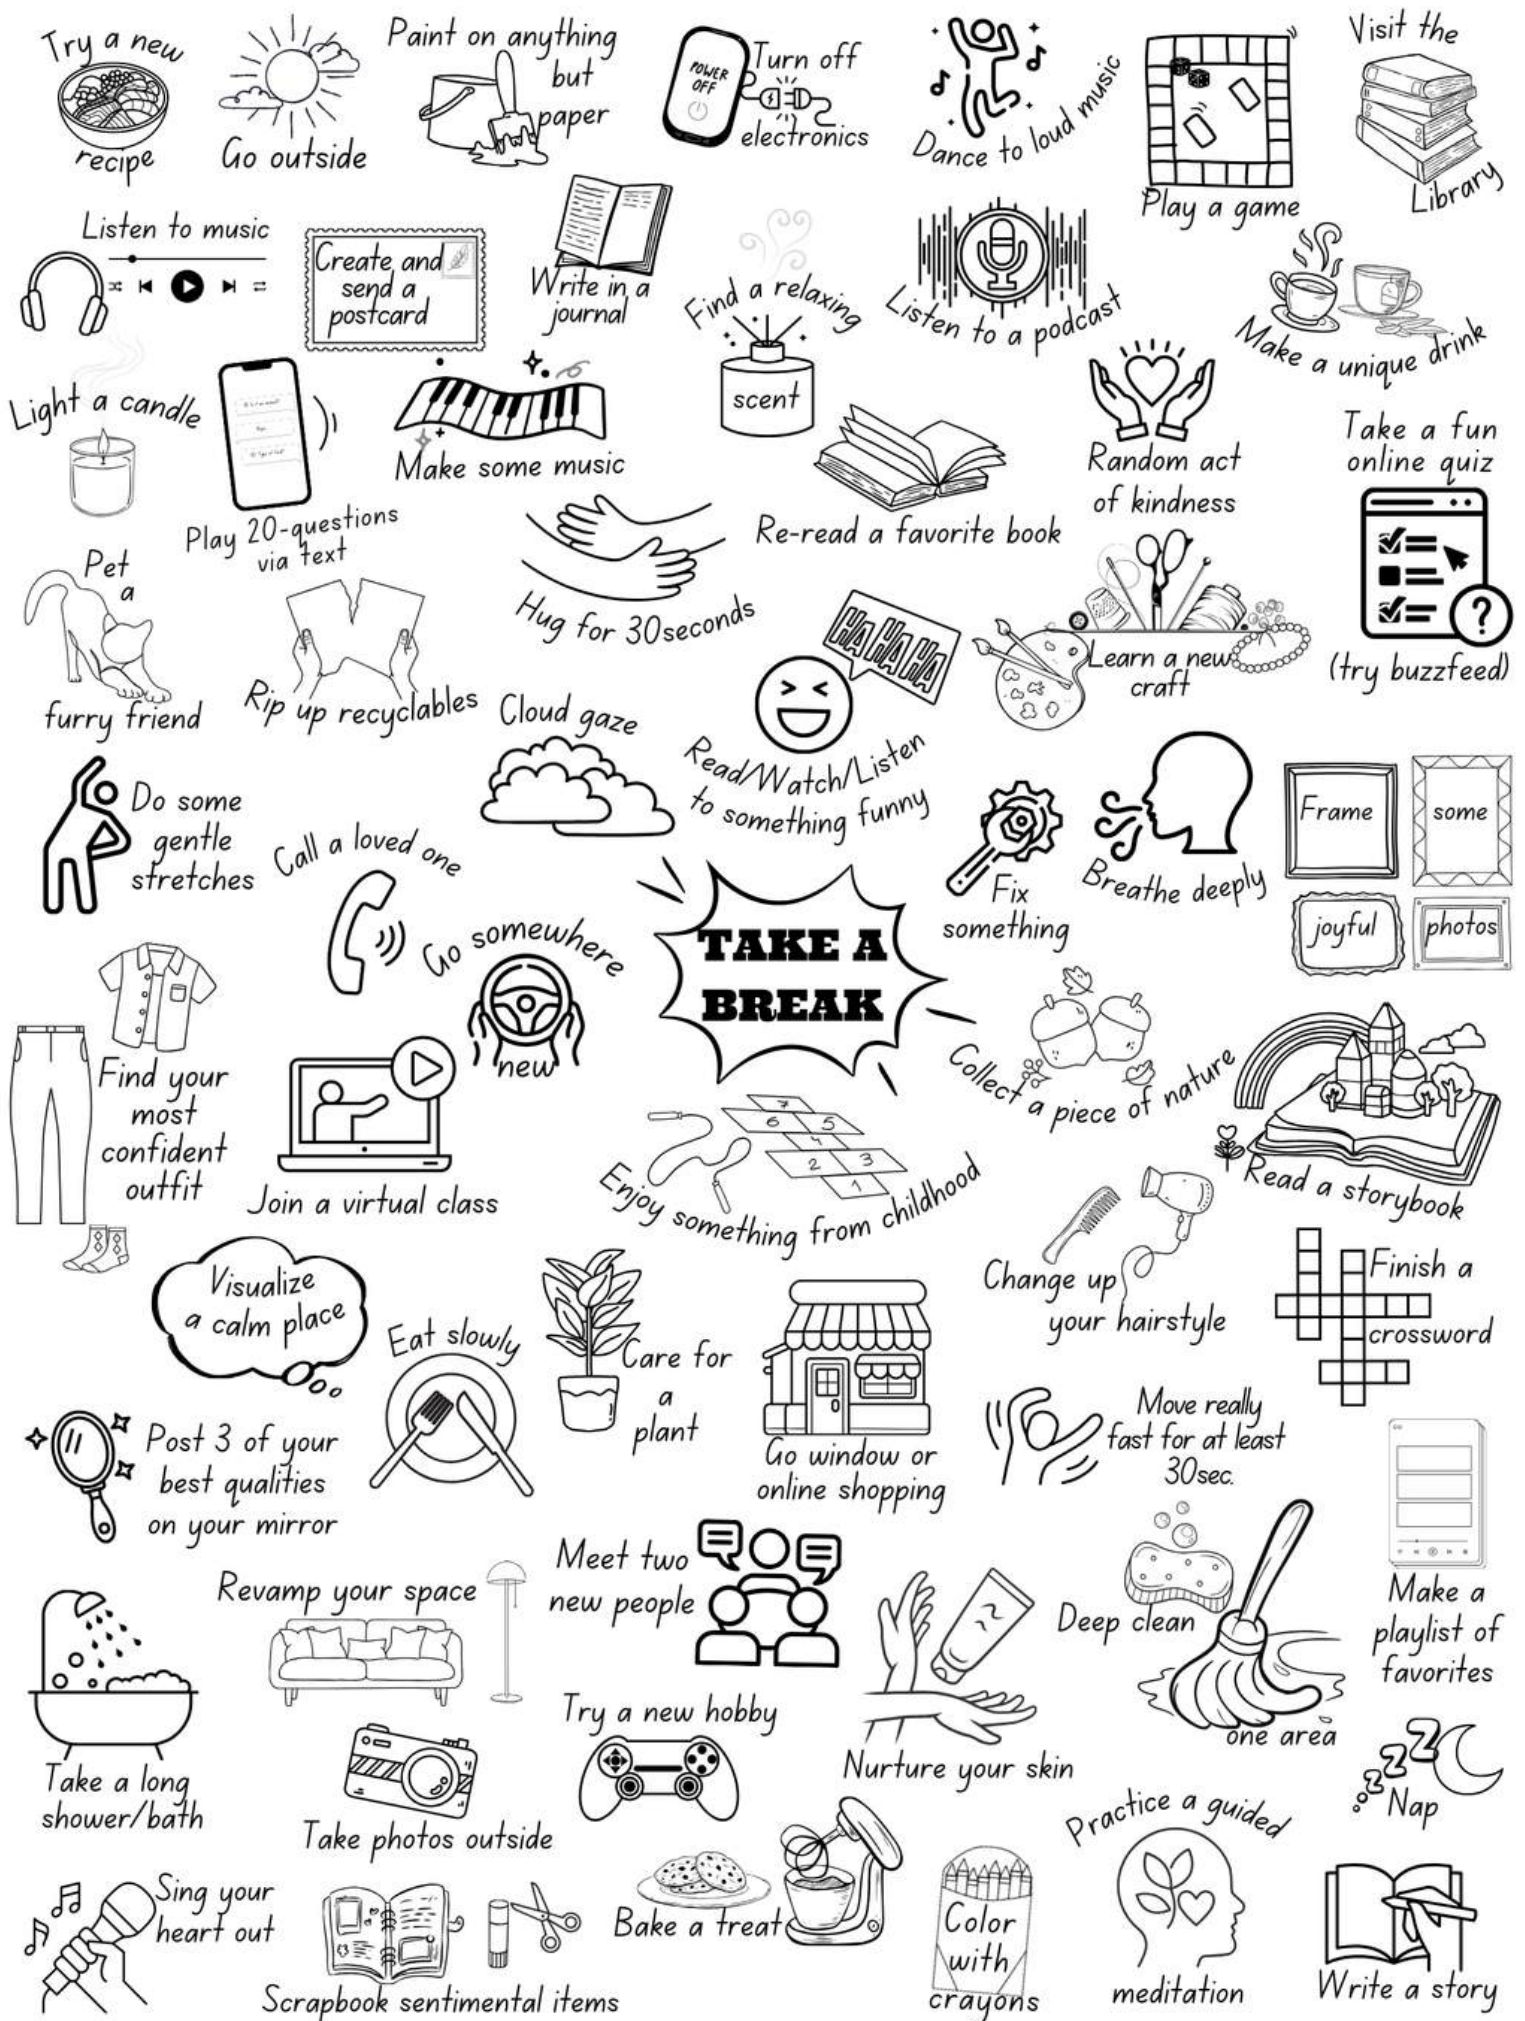 Try a new
recipe
Go outside
Paint on anything
but
paper
POWER
OFF
Turn off
electronics
Dance to loud music
Play a game
Visit the
Library
Listen to music
Create and
send a
postcard
Write in a
journal
Find a relaxing
scent
Listen to a podcast
Make a unique drink
Light a candle
Play 20-questions
via text
Make some music
Re-read a favorite book
Random act
of kindness
Take a fun
online quiz
?
(try buzzfeed)
Pet
a
furry friend
Rip up recyclables
Hug for 30seconds
HA HA HA
Read/Watch/Listen
to something funny
Learn a new
craft
Cloud gaze
Do some
gentle
stretches
Call a loved one
Go somewhere
new
TAKE A
BREAK
Fix
something
Breathe deeply
Frame
some
joyful
photos
Find your
most
confident
outfit
Join a virtual class
7
6 5
4
2 3
1
Enjoy something from childhood
Collect a piece of nature
Read a storybook
Visualize
a calm place
Eat slowly
Care for
a
plant
Go window or
online shopping
Change up
your hairstyle
Finish a
crossword
Post 3 of your
best qualities
on your mirror
Move really
fast for at least
30sec.
Make a
playlist of
favorites
Revamp your space
Meet two
new people
Deep clean
one area
Take a long
shower/bath
Take photos outside
Try a new hobby
Nurture your skin
Z Z Z Z
Nap
Sing your
heart out
Scrapbook sentimental items
Bake a treat
Color
with
crayons
Practice a guided
meditation
Write a story